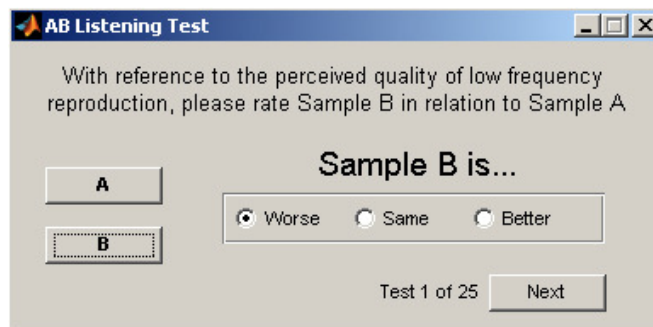 AB Listening Test
With reference to the perceived quality of low frequency
reproduction, please rate Sample B in relation to Sample A
Sample B is...
A
Worse Same Better
B
Test 1 of 25 Next